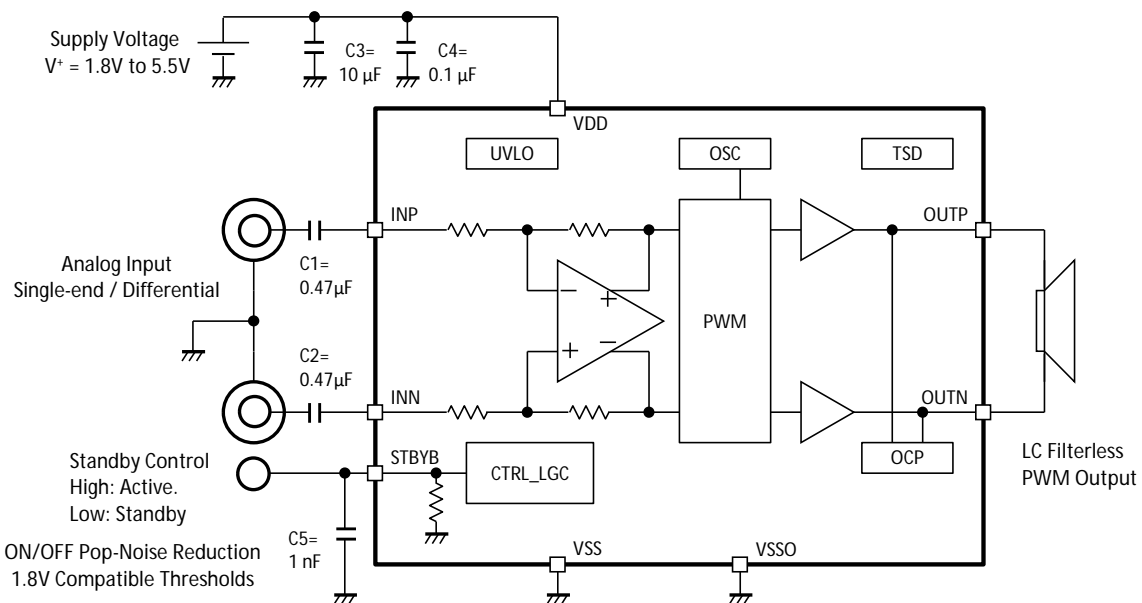 Supply Voltage
V+ = 1.8V to 5.5V
C3=
10 µF
C4=
0.1 µF
VDD
UVLO
OSC
TSD
INP
OUTP
C1=
0.47µF
Analog Input
Single-end / Differential
−
+
+
−
PWM
C2=
0.47µF
INN
OUTN
STBYB
CTRL_LGC
OCP
Standby Control
High: Active.
Low: Standby
LC Filterless
PWM Output
C5=
1 nF
ON/OFF Pop-Noise Reduction
1.8V Compatible Thresholds
VSS
VSSO